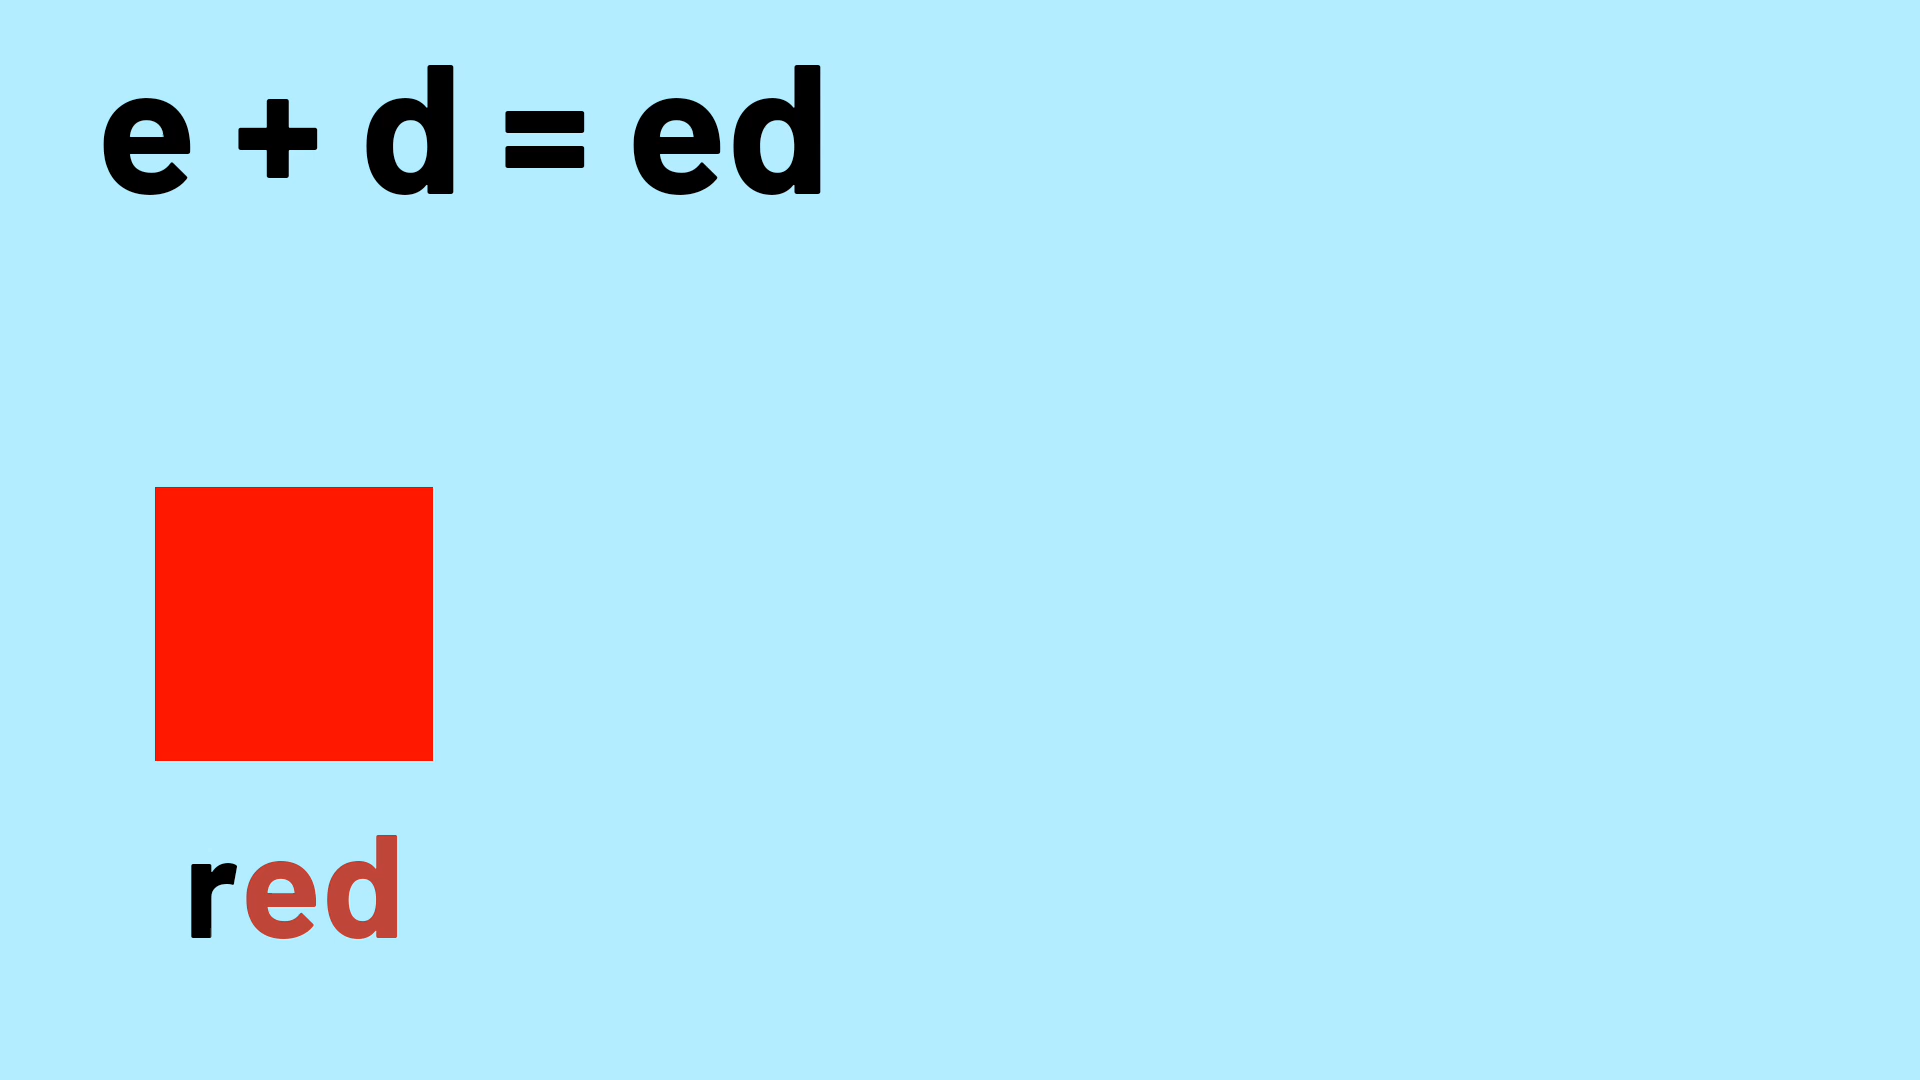 e + d = ed
red